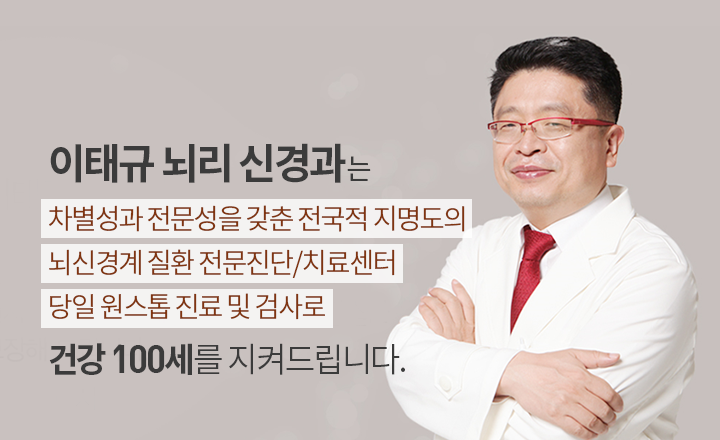 이태규 뇌리 신경과는
차별성과 전문성을 갖춘 전국적 지명도의
뇌신경계 질환 전문진단/치료센터
당일 원스톱 진료 및 검사로
건강 100세를 지켜드립니다.